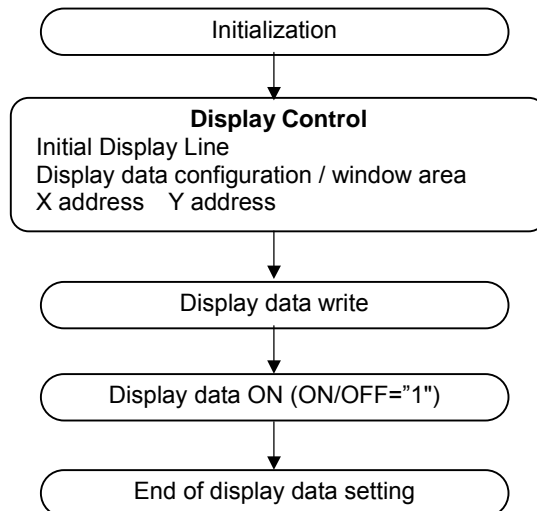 Initialization
Display Control
Initial Display Line
Display data configuration / window area
X address Y address
Display data write
Display data ON (ON/OFF=”1")
End of display data setting